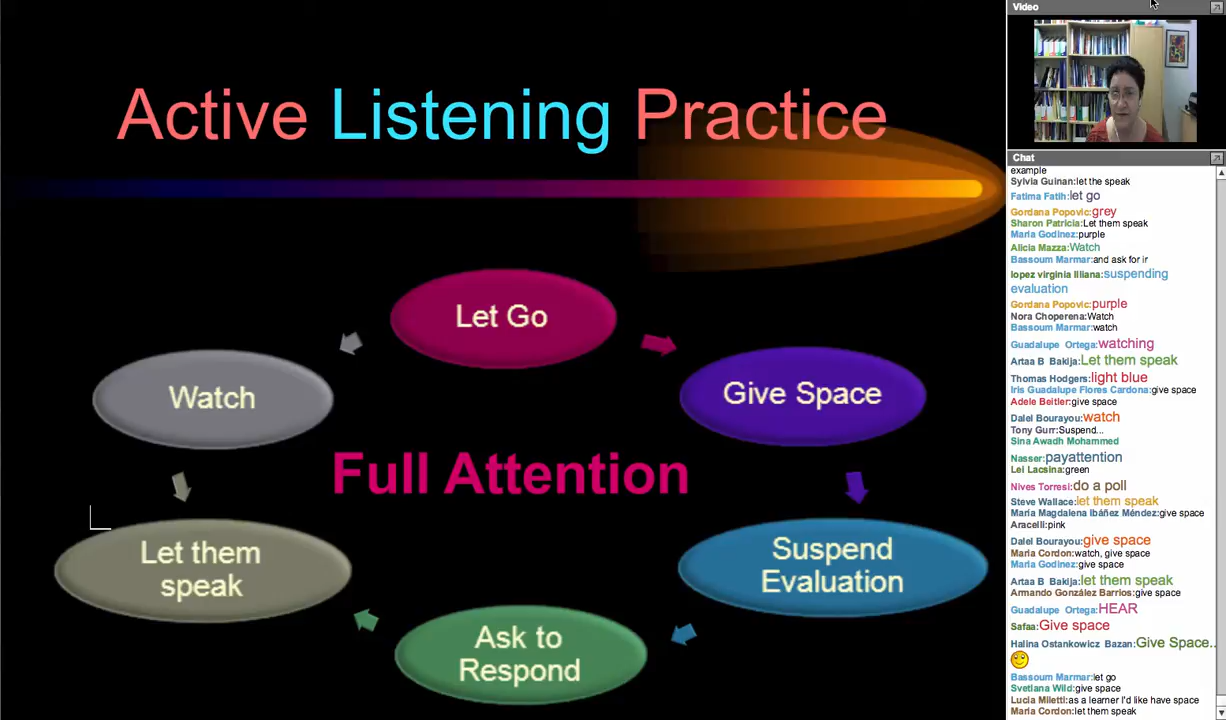 Active Listening Practice
Let Go
Watch
Give Space
Full Attention
Let them
speak
Suspend
Evaluation
Ask to
Respond
Video
Chat
example
Sylvia Guinan:let the speak
Fatima Fatih:let go
Gordana Popovic:grey
Sharon Patricia:Let them speak
María Godinez:purple
Alicia Mazza:Watch
Bassoum Marmar:and ask for ir
lopez virginia lliana:suspending
evaluation
Gordana Popovic:purple
Nora Choperena:Watch
Bassoum Marmar:watch
Guadalupe Ortega:watching
Artaa B Bakija:Let them speak
Thomas Hodgers:light blue
Iris Guadalupe Flores Cardona:give space
Adele Beitler:give space
Dalel Bourayou:watch
Tony Gurr:Suspend...
Sina Awadh Mohammed
Nasser:payattention
Lei Lacsina:green
Nives Torresi:do a poll
Steve Wallace:let them speak
María Magdalena Ibáñez Méndez:give space
Aracelli:pink
Dalel Bourayou:give space
Maria Cordon:watch, give space
María Godinez:give space
Artaa B Bakija:let them speak
Armando González Barrios:give space
Guadalupe Ortega:HEAR
Safaa:Give space
Halina Ostankowicz Bazan:Give Space..
Bassoum Marmar:let go
Svetlana Wild:give space
Lucia Miletti:as a learner I'd like have space
Maria Cordon:let them speak